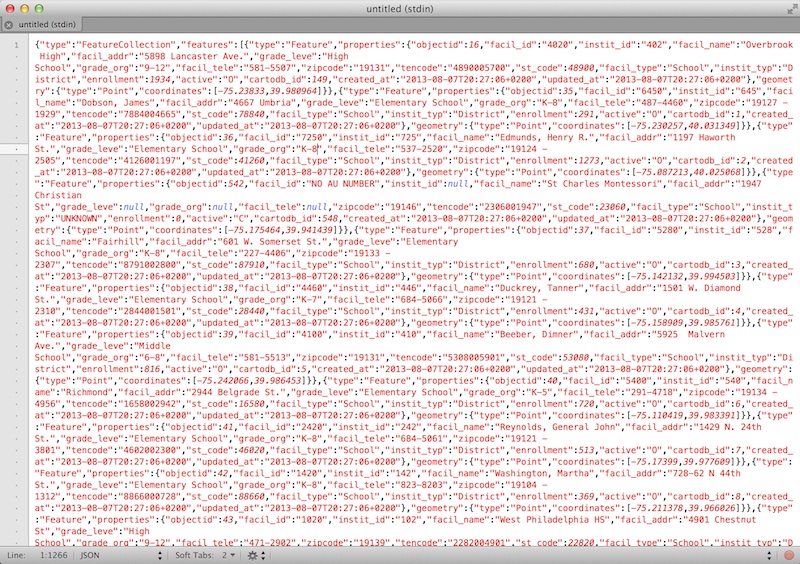 untitled (stdin)
untitled (stdin)
1 {"type":"FeatureCollection","features":[{"type":"Feature","properties":{"objectid":16,"facil_id":"4020","instit_id":"402","facil_name":"Overbrook
High","facil_addr":"5898 Lancaster Ave.","grade_leve":"High
School","grade_org":"9-12","facil_tele":"581-5507","zipcode":"19131","tencode":"4890005700","st_code":48900,"facil_type":"School","instit_typ":"D
istrict","enrollment":1934,"active":"O","cartodb_id":149,"created_at":"2013-08-07T20:27:06+0200","updated_at":"2013-08-07T20:27:06+0200"},"geomet
ry":{"type":"Point","coordinates":[-75.23833,39.980964]}},{"type":"Feature","properties":{"objectid":35,"facil_id":"6450","instit_id":"645","faci
l_name":"Dobson, James","facil_addr":"4667 Umbria","grade_leve":"Elementary School","grade_org":"K-8","facil_tele":"487-4460","zipcode":"19127 -
1929","tencode":"7884004665","st_code":78840,"facil_type":"School","instit_typ":"District","enrollment":291,"active":"O","cartodb_id":1,"created_
at":"2013-08-07T20:27:06+0200","updated_at":"2013-08-07T20:27:06+0200"},"geometry":{"type":"Point","coordinates":[-75.230257,40.031349]}},{"type"
:"Feature","properties":{"objectid":36,"facil_id":"7250","instit_id":"725","facil_name":"Edmunds, Henry R.","facil_addr":"1197 Haworth
St.","grade_leve":"Elementary School","grade_org":"K-8","facil_tele":"537-2520","zipcode":"19124 -
2505","tencode":"4126001197","st_code":41260,"facil_type":"School","instit_typ":"District","enrollment":1273,"active":"O","cartodb_id":2,"created
_at":"2013-08-07T20:27:06+0200","updated_at":"2013-08-07T20:27:06+0200"},"geometry":{"type":"Point","coordinates":[-75.087213,40.025068]}},{"type
":"Feature","properties":{"objectid":542,"facil_id":"NO AU NUMBER","instit_id":null,"facil_name":"St Charles Montessori","facil_addr":"1947
Christian
St","grade_leve":null,"grade_org":null,"facil_tele":null,"zipcode":"19146","tencode":"2306001947","st_code":23060,"facil_type":"School","instit_t
yp":"UNKNOWN","enrollment":0,"active":"C","cartodb_id":548,"created_at":"2013-08-07T20:27:06+0200","updated_at":"2013-08-07T20:27:06+0200"},"geom
etry":{"type":"Point","coordinates":[-75.175464,39.941439]}},{"type":"Feature","properties":{"objectid":37,"facil_id":"5280","instit_id":"528","f
acil_name":"Fairhill","facil_addr":"601 W. Somerset St.","grade_leve":"Elementary
School","grade_org":"K-8","facil_tele":"227-4406","zipcode":"19133 -
2307","tencode":"8791002800","st_code":87910,"facil_type":"School","instit_typ":"District","enrollment":680,"active":"O","cartodb_id":3,"created_
at":"2013-08-07T20:27:06+0200","updated_at":"2013-08-07T20:27:06+0200"},"geometry":{"type":"Point","coordinates":[-75.142132,39.994503]}},{"type"
:"Feature","properties":{"objectid":38,"facil_id":"4460","instit_id":"446","facil_name":"Duckrey, Tanner","facil_addr":"1501 W. Diamond
St.","grade_leve":"Elementary School","grade_org":"K-7","facil_tele":"684-5066","zipcode":"19121 -
2310","tencode":"2844001501","st_code":28440,"facil_type":"School","instit_typ":"District","enrollment":431,"active":"O","cartodb_id":4,"created_
at":"2013-08-07T20:27:06+0200","updated_at":"2013-08-07T20:27:06+0200"},"geometry":{"type":"Point","coordinates":[-75.158909,39.985761]}},{"type"
:"Feature","properties":{"objectid":39,"facil_id":"4100","instit_id":"410","facil_name":"Beeber, Dimner","facil_addr":"5925  Malvern
Ave.","grade_leve":"Middle
School","grade_org":"6-8","facil_tele":"581-5513","zipcode":"19131","tencode":"5308005901","st_code":53080,"facil_type":"School","instit_typ":"Di
strict","enrollment":816,"active":"O","cartodb_id":5,"created_at":"2013-08-07T20:27:06+0200","updated_at":"2013-08-07T20:27:06+0200"},"geometry":
{"type":"Point","coordinates":[-75.242066,39.986453]}},{"type":"Feature","properties":{"objectid":40,"facil_id":"5400","instit_id":"540","facil_n
ame":"Richmond","facil_addr":"2944 Belgrade St.","grade_leve":"Elementary School","grade_org":"K-5","facil_tele":"291-4718","zipcode":"19134 -
4956","tencode":"1658002942","st_code":16580,"facil_type":"School","instit_typ":"District","enrollment":720,"active":"O","cartodb_id":6,"created_
at":"2013-08-07T20:27:06+0200","updated_at":"2013-08-07T20:27:06+0200"},"geometry":{"type":"Point","coordinates":[-75.110419,39.983391]}},{"type"
:"Feature","properties":{"objectid":41,"facil_id":"2420","instit_id":"242","facil_name":"Reynolds, General John","facil_addr":"1429 N. 24th
St.","grade_leve":"Elementary School","grade_org":"K-8","facil_tele":"684-5061","zipcode":"19121 -
3801","tencode":"4602002300","st_code":46020,"facil_type":"School","instit_typ":"District","enrollment":513,"active":"O","cartodb_id":7,"created_
at":"2013-08-07T20:27:06+0200","updated_at":"2013-08-07T20:27:06+0200"},"geometry":{"type":"Point","coordinates":[-75.17399,39.977609]}},{"type":
"Feature","properties":{"objectid":42,"facil_id":"1420","instit_id":"142","facil_name":"Washington, Martha","facil_addr":"728-62 N 44th
St.","grade_leve":"Elementary School","grade_org":"K-8","facil_tele":"823-8203","zipcode":"19104 -
1312","tencode":"8866000728","st_code":88660,"facil_type":"School","instit_typ":"District","enrollment":369,"active":"O","cartodb_id":8,"created_
at":"2013-08-07T20:27:06+0200","updated_at":"2013-08-07T20:27:06+0200"},"geometry":{"type":"Point","coordinates":[-75.211378,39.966026]}},{"type"
:"Feature","properties":{"objectid":43,"facil_id":"1020","instit_id":"102","facil_name":"West Philadelphia HS","facil_addr":"4901 Chestnut
St","grade_leve":"High
School","grade_org":"9-12","facil_tele":"471-2902","zipcode":"19139","tencode":"2282004901","st_code":22820,"facil_type":"School","instit_typ":"D
Line: 1:1266 JSON Soft Tabs: 2